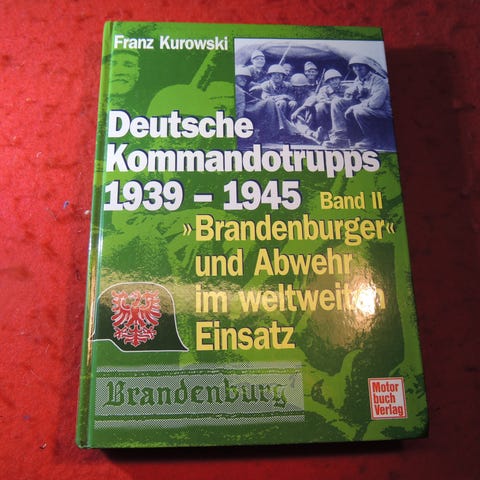 Franz Kurowski
Deutsche
Kommandotrupps
1939 – 1945 Band II
»Brandenburger«
und Abwehr
im weltweiten
Einsatz
Brandenburg
Motor
buch
Verlag